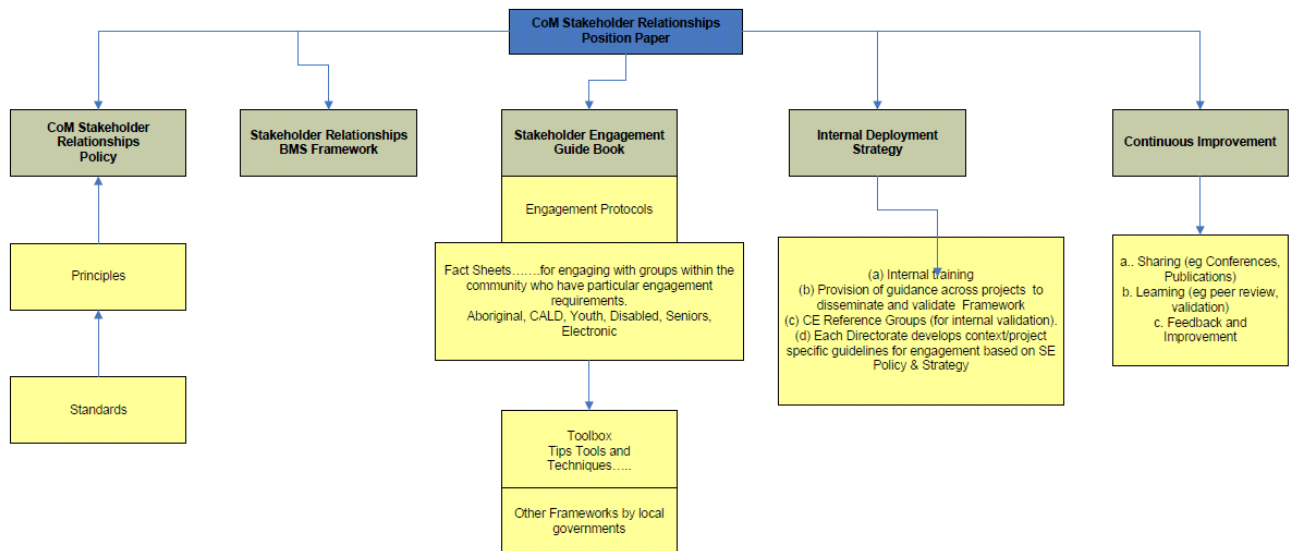 CoM Stakeholder Relationships
Position Paper
CoM Stakeholder
Relationships
Policy
Stakeholder Relationships
BMS Framework
Stakeholder Engagement
Guide Book
Internal Deployment
Strategy
Continuous Improvement
Engagement Protocols
Principles
Fact Sheets…….for engaging with groups within the
community who have particular engagement
requirements.
Aboriginal, CALD, Youth, Disabled, Seniors,
Electronic
(a) Internal training
(b) Provision of guidance across projects to
disseminate and validate Framework
(c) CE Reference Groups (for internal validation).
(d) Each Directorate develops context/project
specific guidelines for engagement based on SE
Policy & Strategy
a.. Sharing (eg Conferences,
Publications)
b. Learning (eg peer review,
validation)
c. Feedback and
Improvement
Standards
Toolbox
Tips Tools and
Techniques…..
Other Frameworks by local
governments